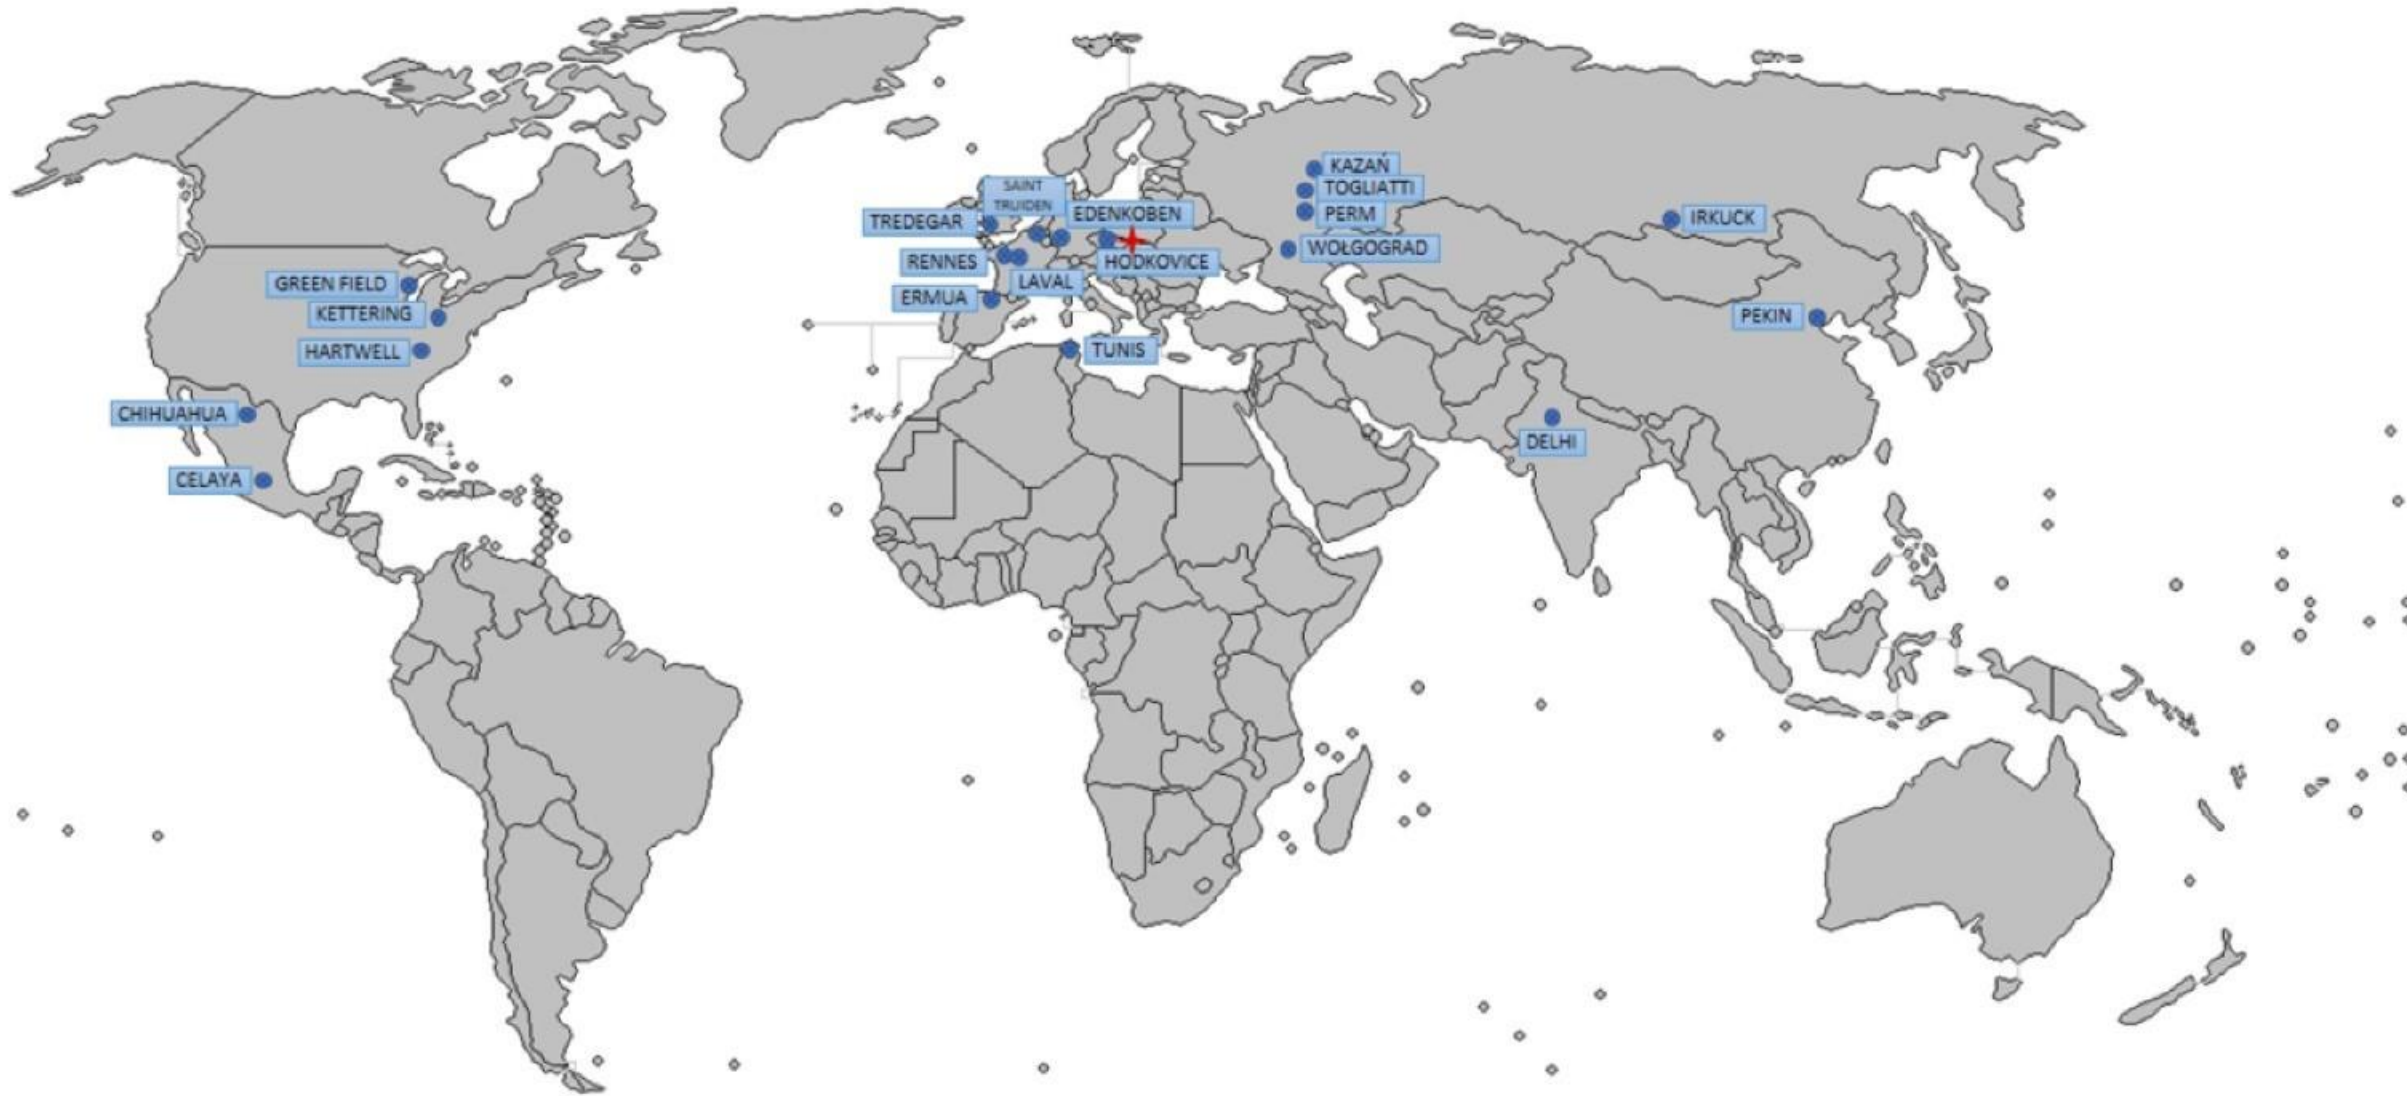 KAZAŃ
SAINT
TRUIDEN
TOGLIATTI
EDENKOBEN
PERM
IRKUCK
TREDEGAR
WOŁGOGRAD
RENNES
HODKOVICE
GREEN FIELD
LAVAL
ERMUA
KETTERING
PEKIN
HARTWELL
TUNIS
CHIHUAHUA
DELHI
CELAYA